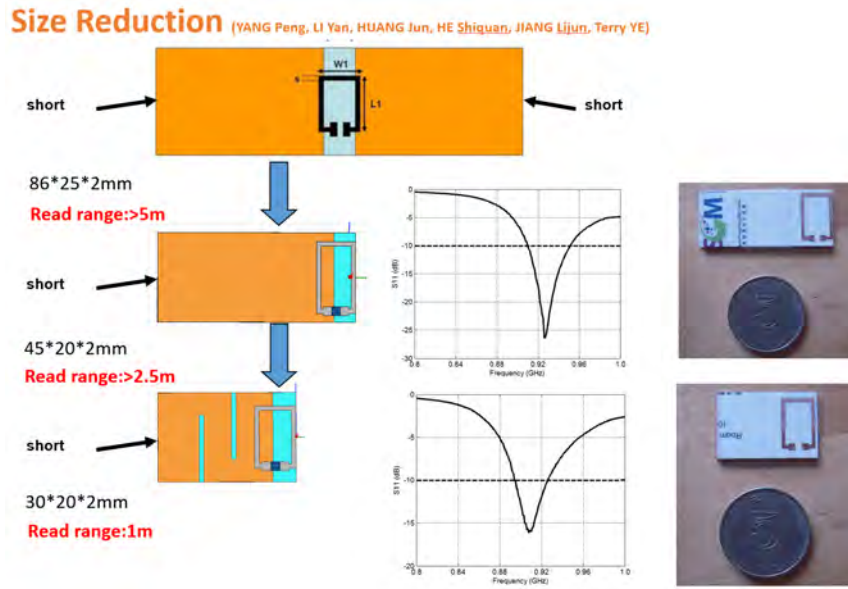 Size Reduction (YANG Peng, LI Yan, HUANG Jun, HE Shiquan, JIANG Lijun, Terry YE)
W1
s
L1
short
short
86*25*2mm
Read range:>5m
short
45*20*2mm
Read range:>2.5m
short
30*20*2mm
Read range:1m
S11 (dB)
0
-5
-10
-15
-20
-25
-30
0.8
0.84
0.88
0.92
0.96
1.0
Frequency (GHz)
S11 (dB)
0
-5
-10
-15
-20
0.8
0.84
0.88
0.92
0.96
1.0
Frequency (GHz)
Room